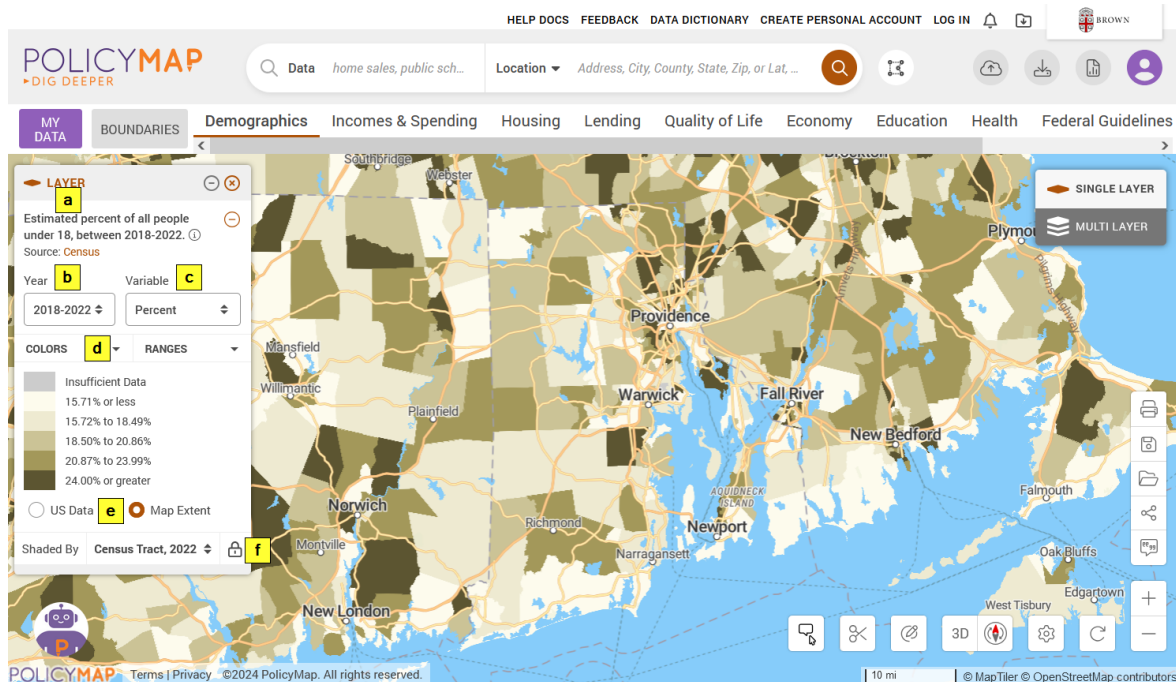 HELP DOCS FEEDBACK DATA DICTIONARY CREATE PERSONAL ACCOUNT LOG IN BROWN
POLICYMAP
▸DIG DEEPER
Data home sales, public sch... Location Address, City, County, State, Zip, or Lat, ...
MY DATA
BOUNDARIES Demographics Incomes & Spending Housing Lending Quality of Life Economy Education Health Federal Guidelines
LAYER
a
Estimated percent of all people
under 18, between 2018-2022.
Source: Census
Year b Variable c
2018-2022 Percent
COLORS d RANGES
Insufficient Data
15.71% or less
15.72% to 18.49%
18.50% to 20.86%
20.87% to 23.99%
24.00% or greater
US Data e Map Extent
Shaded By Census Tract, 2022 f
SINGLE LAYER
MULTI LAYER
Southbridge
Webster
Brockton
Plymou
Amvets Highway
Pilgrims Highway
Providence
Mansfield
Willimantic
Plainfield
Warwick
Fall River
New Bedford
AQUIDNECK
ISLAND
Falmouth
Norwich
Richmond
Newport
Montville
Narragansett
Oak Bluffs
Edgartown
West Tisbury
New London
3D
P
POLICYMAP Terms | Privacy ©2024 PolicyMap. All rights reserved.
10 mi © MapTiler © OpenStreetMap contributors